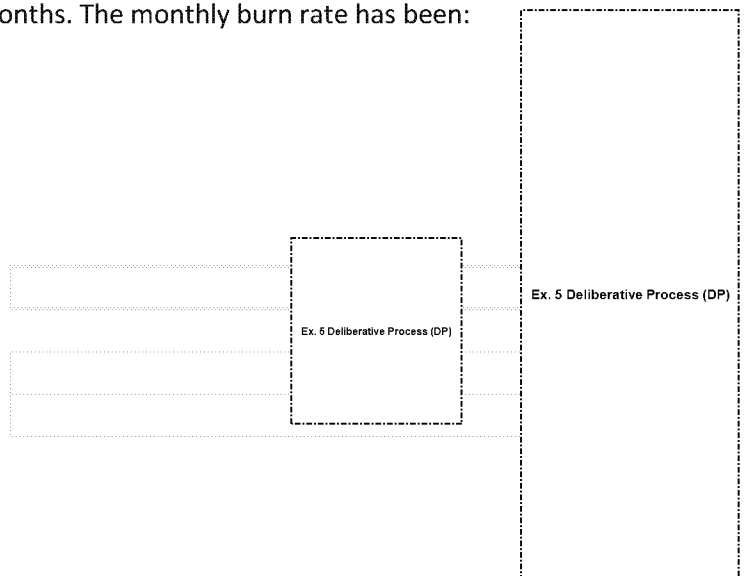 onths. The monthly burn rate has been:
Ex. 5 Deliberative Process (DP)
Ex. 5 Deliberative Process (DP)